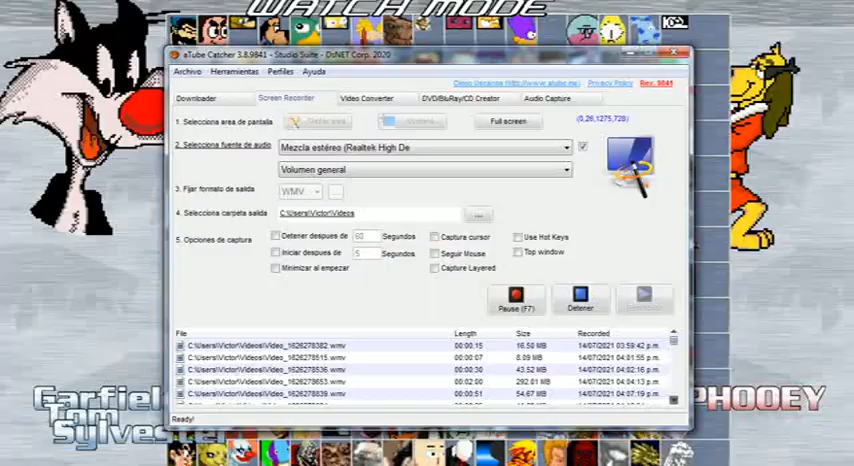 WATCH MODE
aTube Catcher 3.8.9841 - Studio Suite - DsNET Corp. 2020
Archivo Herramientas Perfiles Ayuda
Privacy Policy Rev. 9841
Downloader Screen Recorder Video Converter DVD/BluRay/CD Creator Audio Capture
1. Selecciona area de pantalla Full screen (0,26,1275,728)
2. Selecciona fuente de audio Mezcla estéreo (Realtek High De
Volumen general
3. Fijar formato de salida WMV ...
4. Selecciona carpeta salida C:\Users\Victor\Videos ...
5. Opciones de captura Detener despues de 60 Segundos Captura cursor Use Hot Keys
Iniciar despues de 5 Segundos Seguir Mouse Top window
Minimizar al empezar Capture Layered
Pause (F7) Detener
File Length Size Recorded
C:\Users\Victor\Videos\Video_1626278382.wmv 00:00:15 16.50 MB 14/07/2021 03:59:42 p.m.
C:\Users\Victor\Videos\Video_1626278515.wmv 00:00:07 8.09 MB 14/07/2021 04:01:55 p.m.
C:\Users\Victor\Videos\Video_1626278536.wmv 00:00:30 43.52 MB 14/07/2021 04:02:16 p.m.
C:\Users\Victor\Videos\Video_1626278653.wmv 00:02:00 292.01 MB 14/07/2021 04:04:13 p.m.
C:\Users\Victor\Videos\Video_1626278839.wmv 00:00:51 54.67 MB 14/07/2021 04:07:19 p.m.
Ready!
Tom
Sylvester
PHOOEY